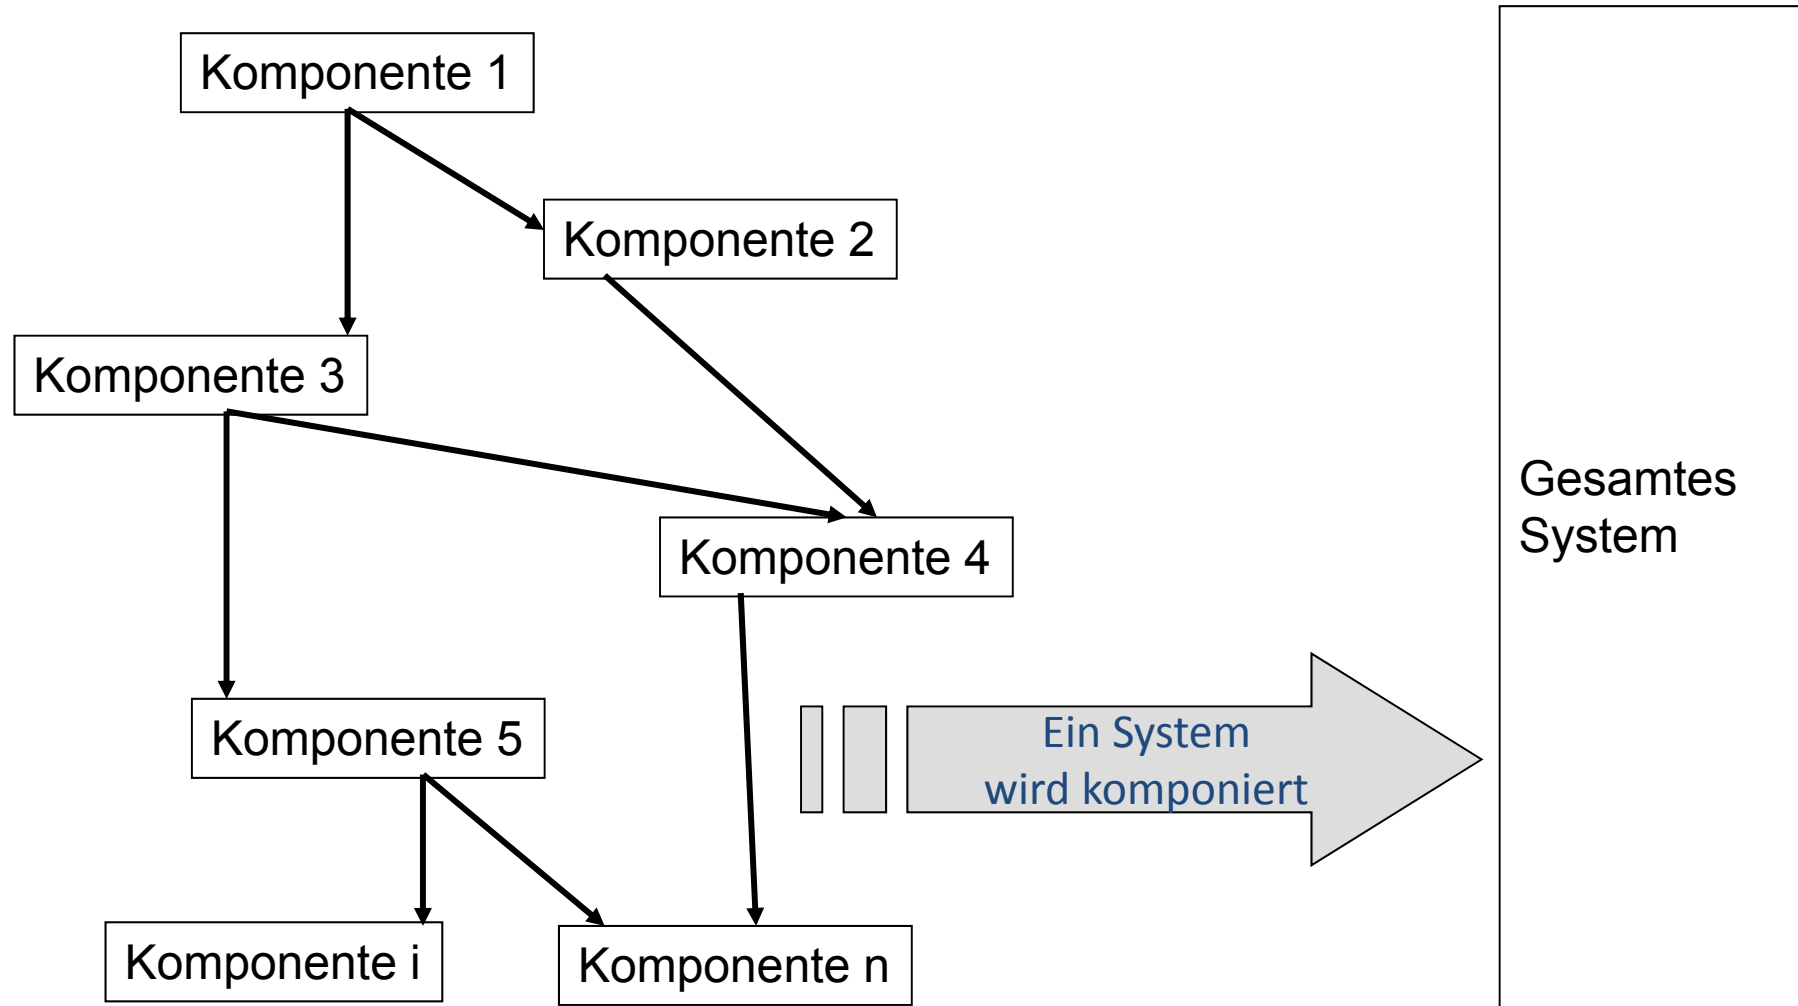 Komponente 1
Komponente 2
Komponente 3
Gesamtes
System
Komponente 4
Komponente 5
Ein System
wird komponiert
Komponente i
Komponente n